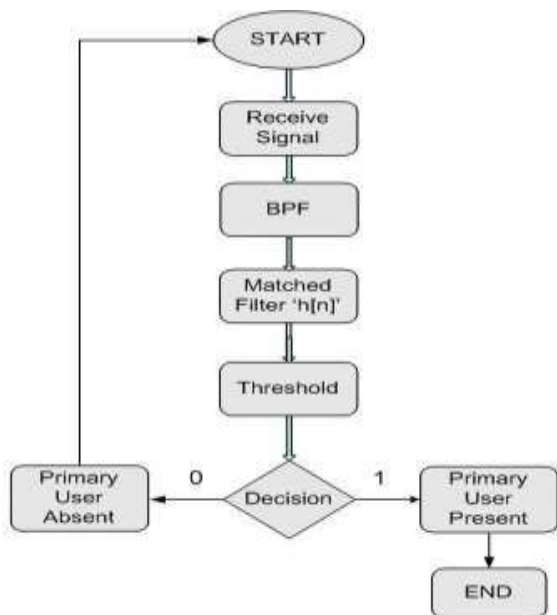 START
Receive
Signal
BPF
Matched
Filter ‘h[n]’
Threshold
Decision
0
1
Primary
User
Absent
Primary
User
Present
END